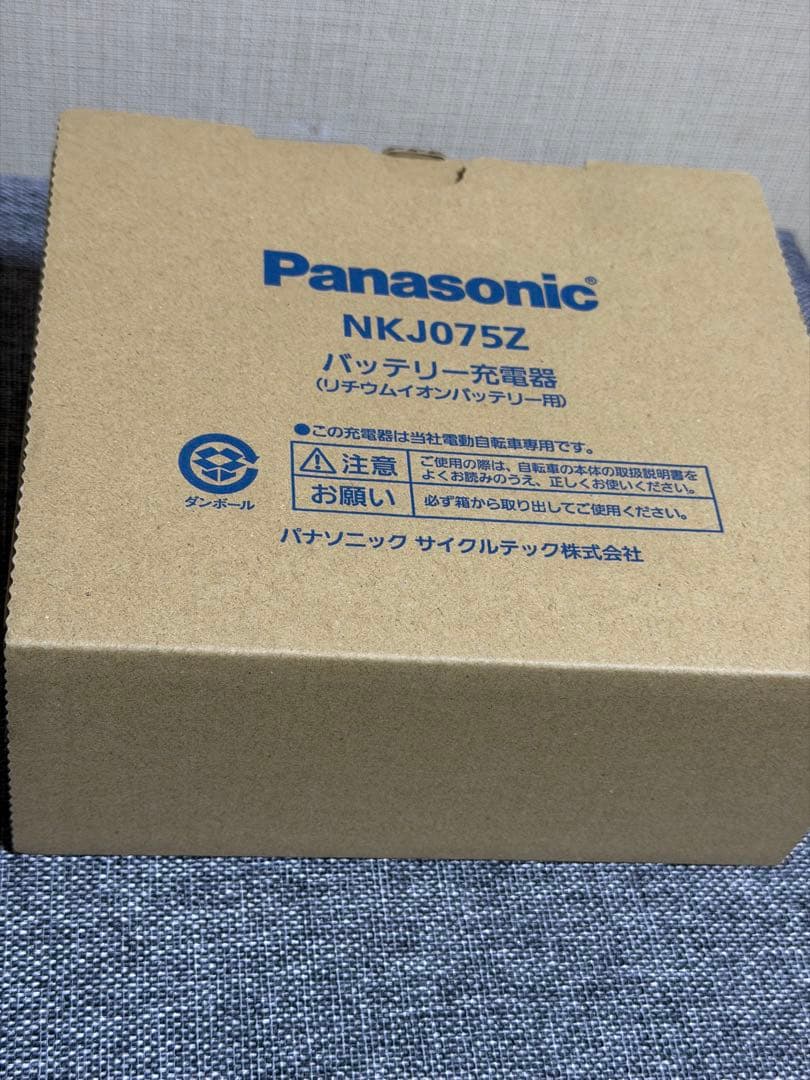 Panasonic®
NKJ075Z
バッテリー充電器
(リチウムイオンバッテリー用)
●この充電器は当社電動自転車専用です。
注意
ご使用の際は、自転車の本体の取扱説明書を
よくお読みのうえ、正しくお使いください。
お願い
必ず箱から取り出してご使用ください。
ダンボール
パナソニック サイクルテック株式会社